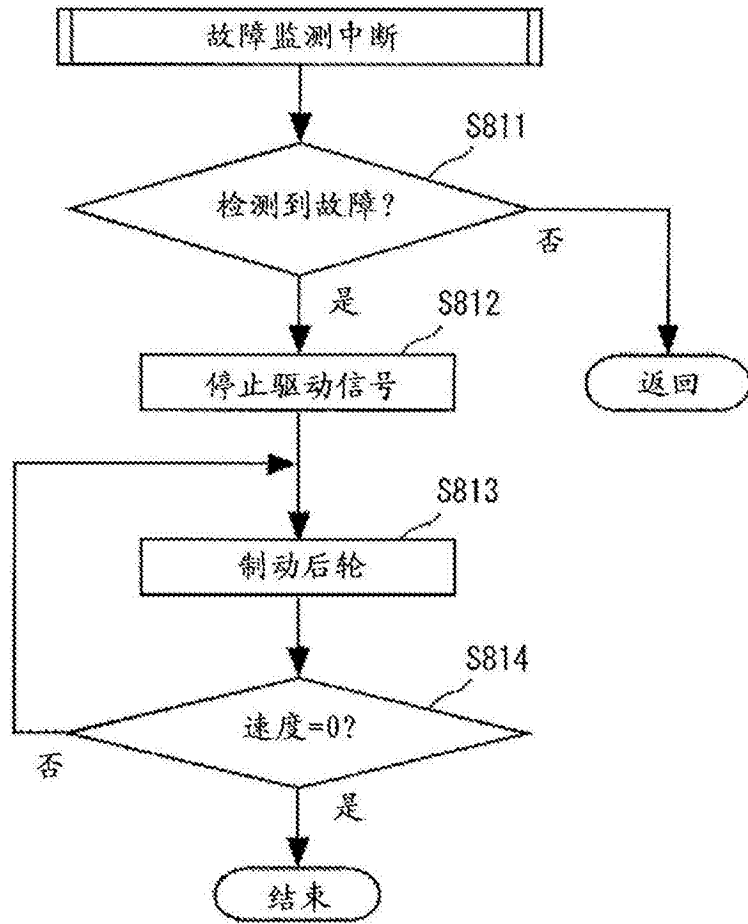 故障监测中断
S811
检测到故障?
否
是
S812
停止驱动信号
返回
S813
制动后轮
S814
速度=0?
否
是
结束